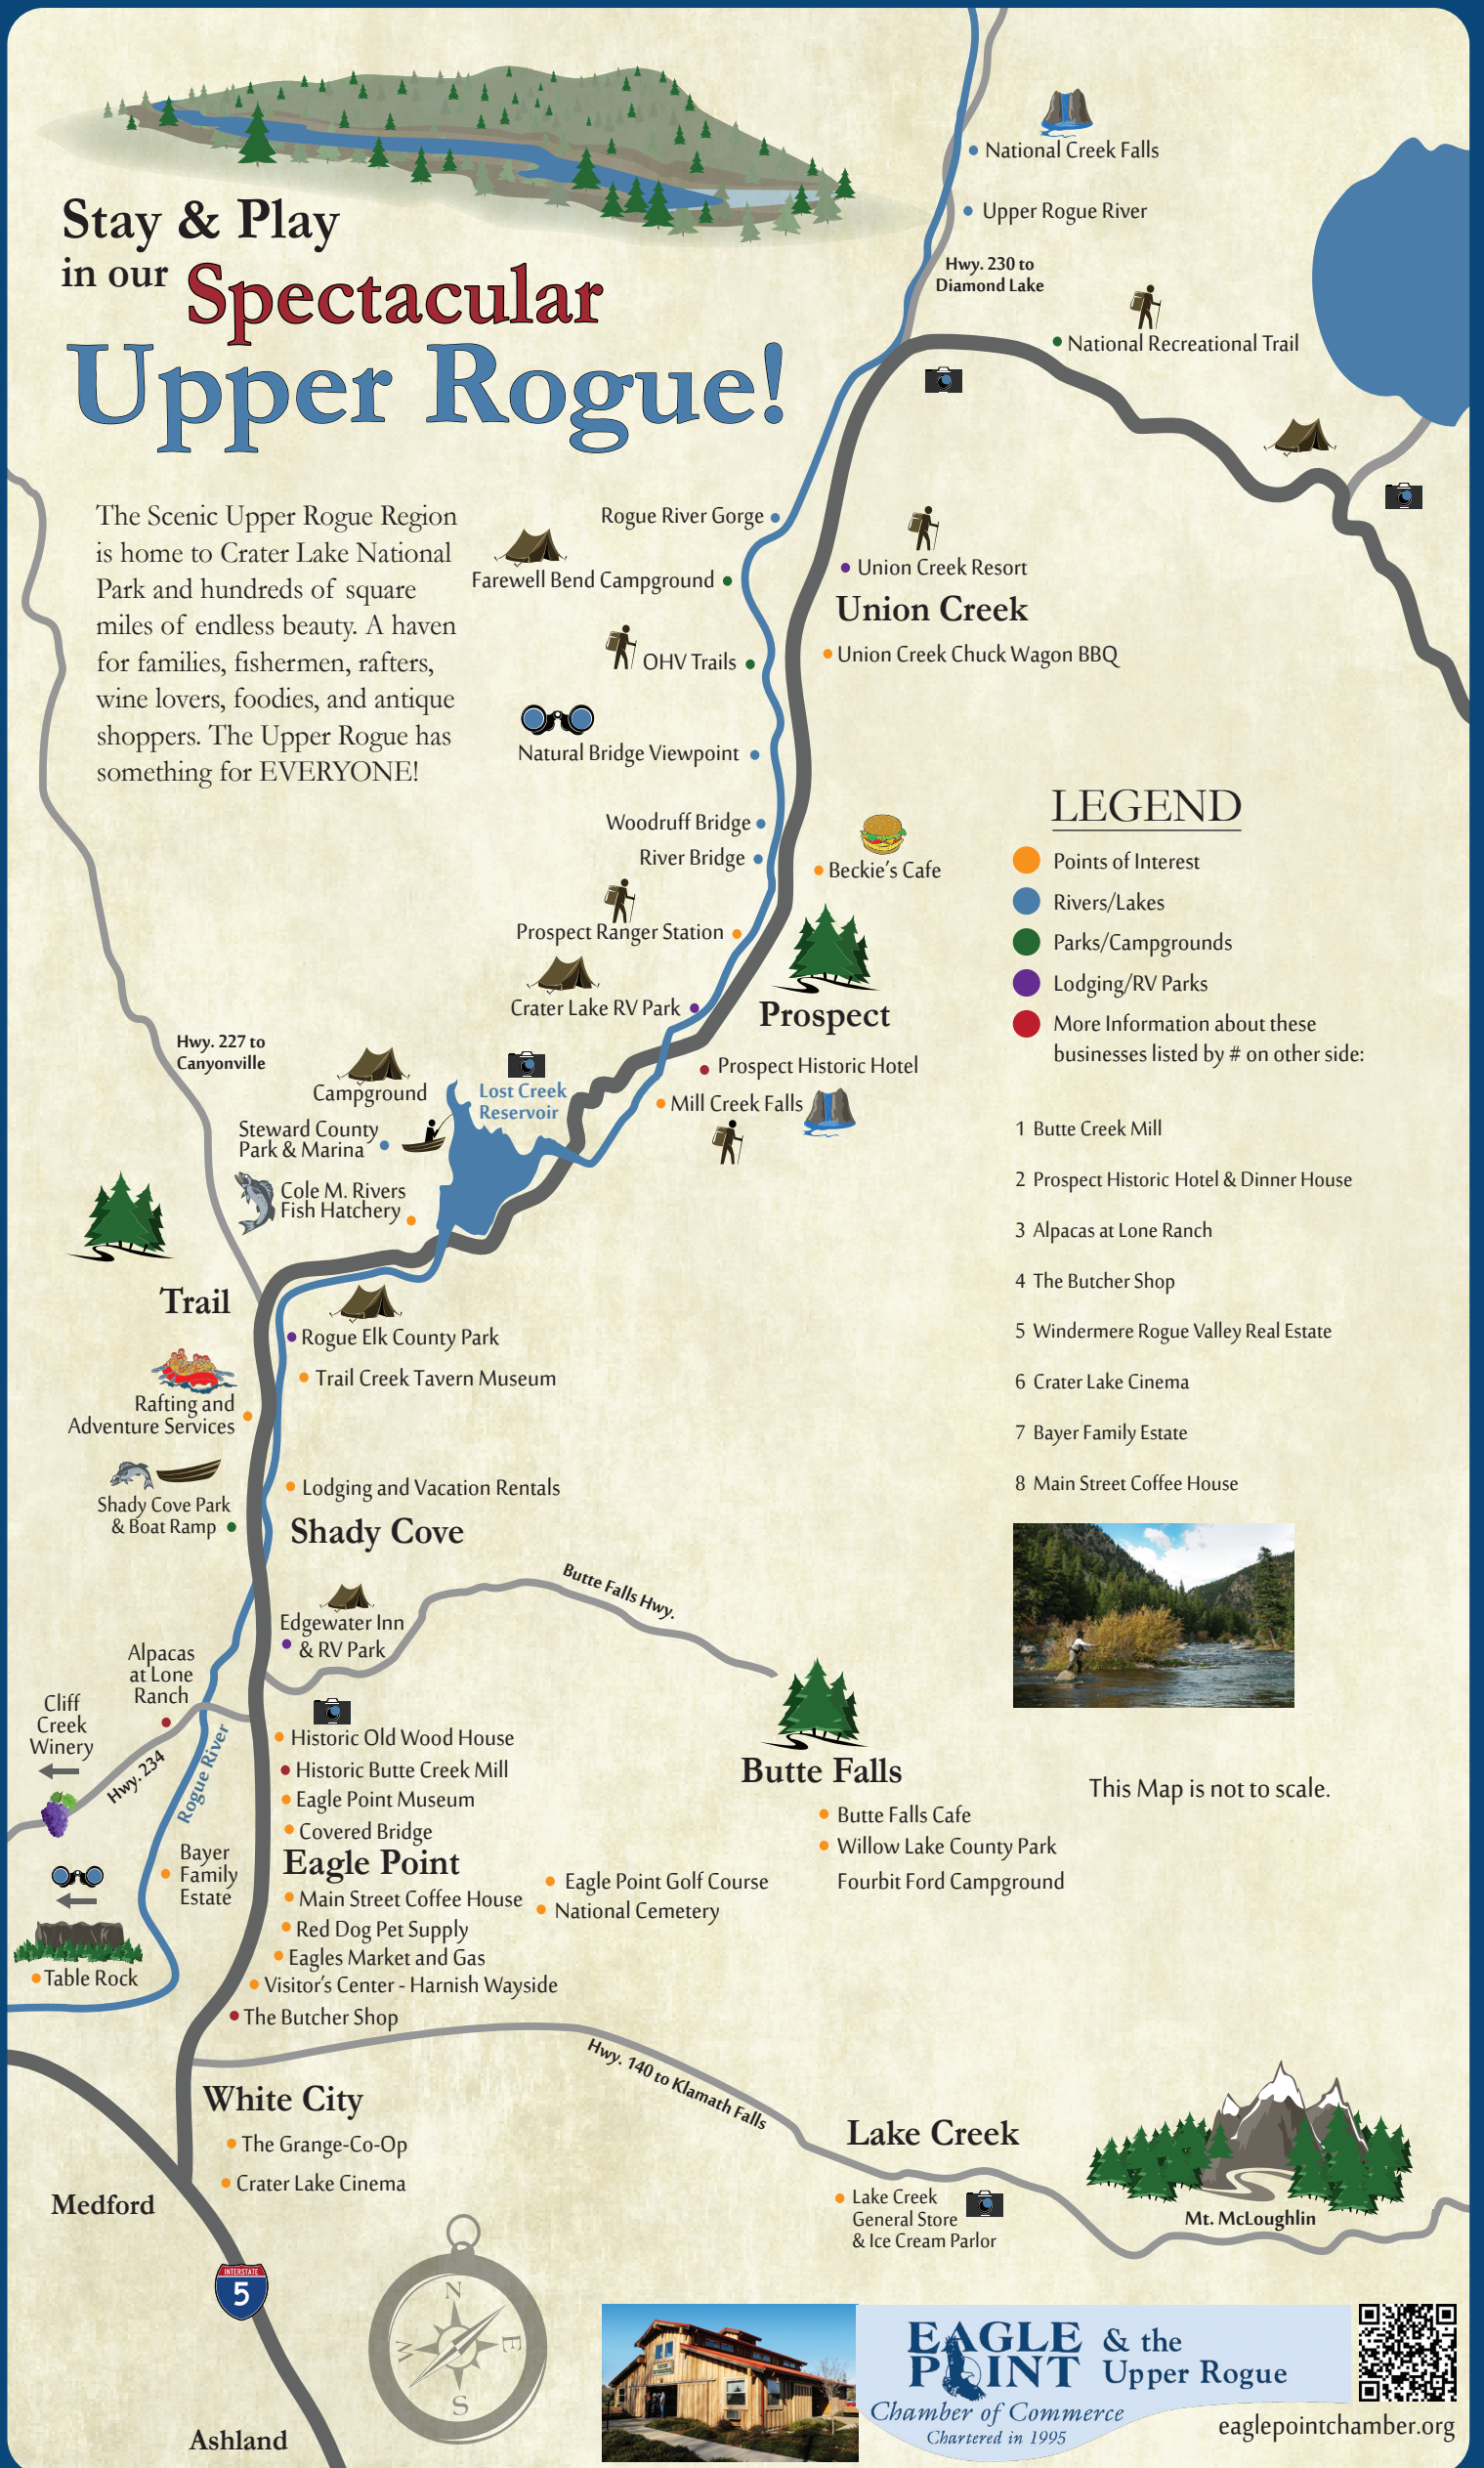 National Creek Falls
Upper Rogue River
Stay & Play
in our Spectacular
Upper Rogue!
Hwy. 230 to
Diamond Lake
National Recreational Trail
The Scenic Upper Rogue Region
is home to Crater Lake National
Park and hundreds of square
miles of endless beauty. A haven
for families, fishermen, rafters,
wine lovers, foodies, and antique
shoppers. The Upper Rogue has
something for EVERYONE!
Rogue River Gorge
Farewell Bend Campground
Union Creek Resort
Union Creek
Union Creek Chuck Wagon BBQ
OHV Trails
Natural Bridge Viewpoint
Woodruff Bridge
River Bridge
Beckie's Cafe
Prospect Ranger Station
Crater Lake RV Park
Prospect
Prospect Historic Hotel
Mill Creek Falls
LEGEND
Points of Interest
Rivers/Lakes
Parks/Campgrounds
Lodging/RV Parks
More Information about these
businesses listed by # on other side:
1 Butte Creek Mill
2 Prospect Historic Hotel & Dinner House
3 Alpacas at Lone Ranch
4 The Butcher Shop
5 Windermere Rogue Valley Real Estate
6 Crater Lake Cinema
7 Bayer Family Estate
8 Main Street Coffee House
This Map is not to scale.
Hwy. 227 to
Canyonville
Campground
Lost Creek
Reservoir
Steward County
Park & Marina
Cole M. Rivers
Fish Hatchery
Trail
Rogue Elk County Park
Trail Creek Tavern Museum
Rafting and
Adventure Services
Lodging and Vacation Rentals
Shady Cove Park
& Boat Ramp
Shady Cove
Butte Falls Hwy.
Edgewater Inn
& RV Park
Alpacas
at Lone
Ranch
Cliff
Creek
Winery
Hwy. 234
Rogue River
Historic Old Wood House
Historic Butte Creek Mill
Eagle Point Museum
Covered Bridge
Eagle Point
Bayer
Family
Estate
Main Street Coffee House
Red Dog Pet Supply
Eagles Market and Gas
Visitor's Center - Harnish Wayside
The Butcher Shop
Eagle Point Golf Course
National Cemetery
Butte Falls
Butte Falls Cafe
Willow Lake County Park
Fourbit Ford Campground
Table Rock
Hwy. 140 to Klamath Falls
White City
The Grange-Co-Op
Crater Lake Cinema
Lake Creek
Lake Creek
General Store
& Ice Cream Parlor
Mt. McLoughlin
Medford
INTERSTATE
5
Ashland
N
E
S
W
EAGLE
POINT
& the
Upper Rogue
Chamber of Commerce
Chartered in 1995
eaglepointchamber.org